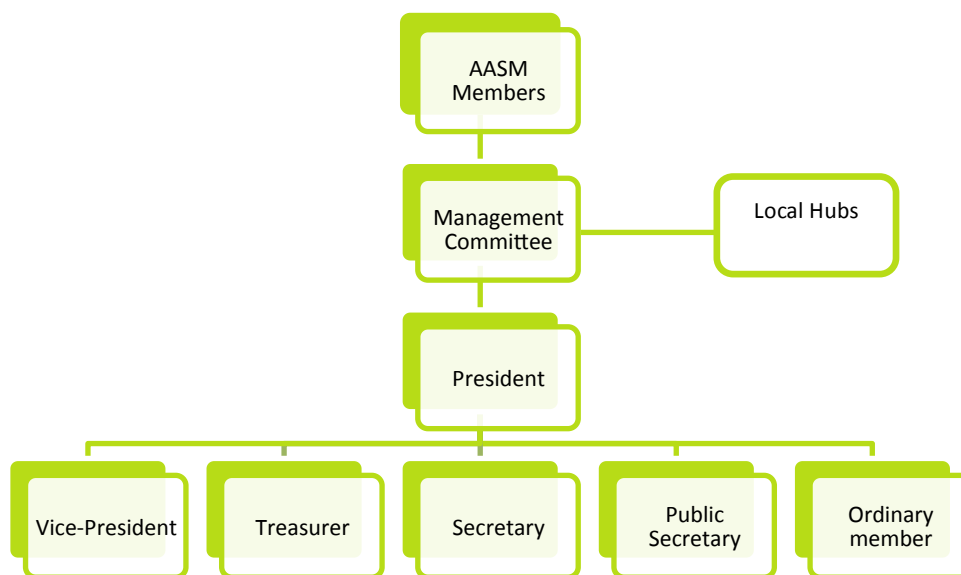 AASM
Members
Management
Committee
Local Hubs
President
Vice-President
Treasurer
Secretary
Public
Secretary
Ordinary
member